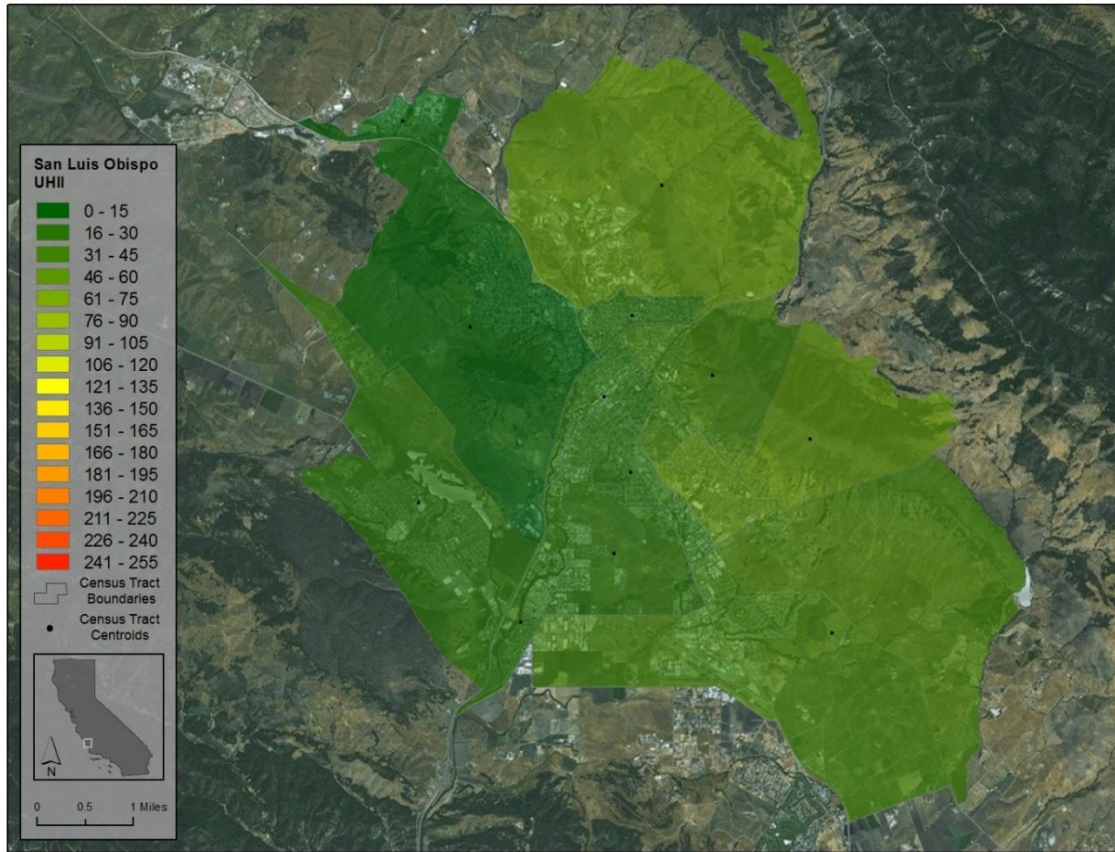 San Luis Obispo
UHII
0 - 15
16 - 30
31 - 45
46 - 60
61 - 75
76 - 90
91 - 105
106 - 120
121 - 135
136 - 150
151 - 165
166 - 180
181 - 195
196 - 210
211 - 225
226 - 240
241 - 255
Census Tract
Boundaries
Census Tract
Centroids
N
0 0.5 1 Miles